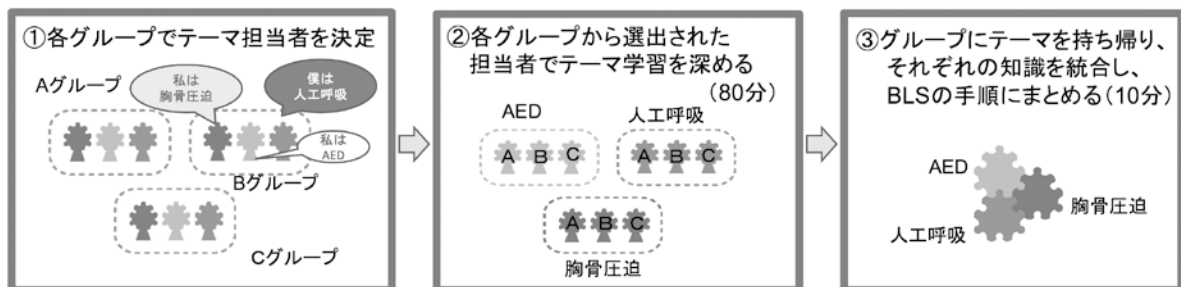 ①各グループでテーマ担当者を決定
Aグループ
私は
胸骨圧迫
僕は
人工呼吸
私は
AED
Bグループ
Cグループ
②各グループから選出された
担当者でテーマ学習を深める
(80分)
AED
A B C
人工呼吸
A B C
A B C
胸骨圧迫
③グループにテーマを持ち帰り、
それぞれの知識を統合し、
BLSの手順にまとめる(10分)
AED
胸骨圧迫
人工呼吸